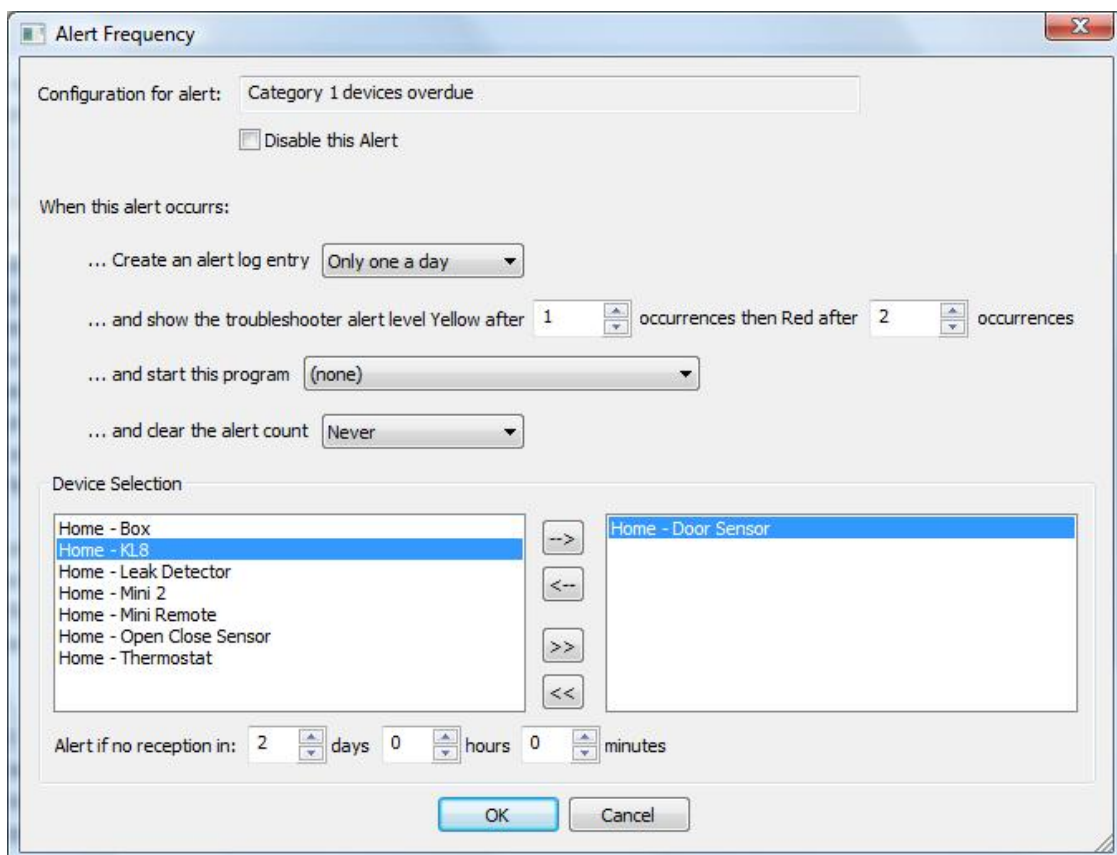 Alert Frequency
Configuration for alert: Category 1 devices overdue
Disable this Alert
When this alert occurrs:
... Create an alert log entry Only one a day
... and show the troubleshooter alert level Yellow after 1 occurrences then Red after 2 occurrences
... and start this program (none)
... and clear the alert count Never
Device Selection
Home - Box
Home - KL8
Home - Leak Detector
Home - Mini 2
Home - Mini Remote
Home - Open Close Sensor
Home - Thermostat
-->
<--
>>
<<
Home - Door Sensor
Alert if no reception in: 2 days 0 hours 0 minutes
OK Cancel